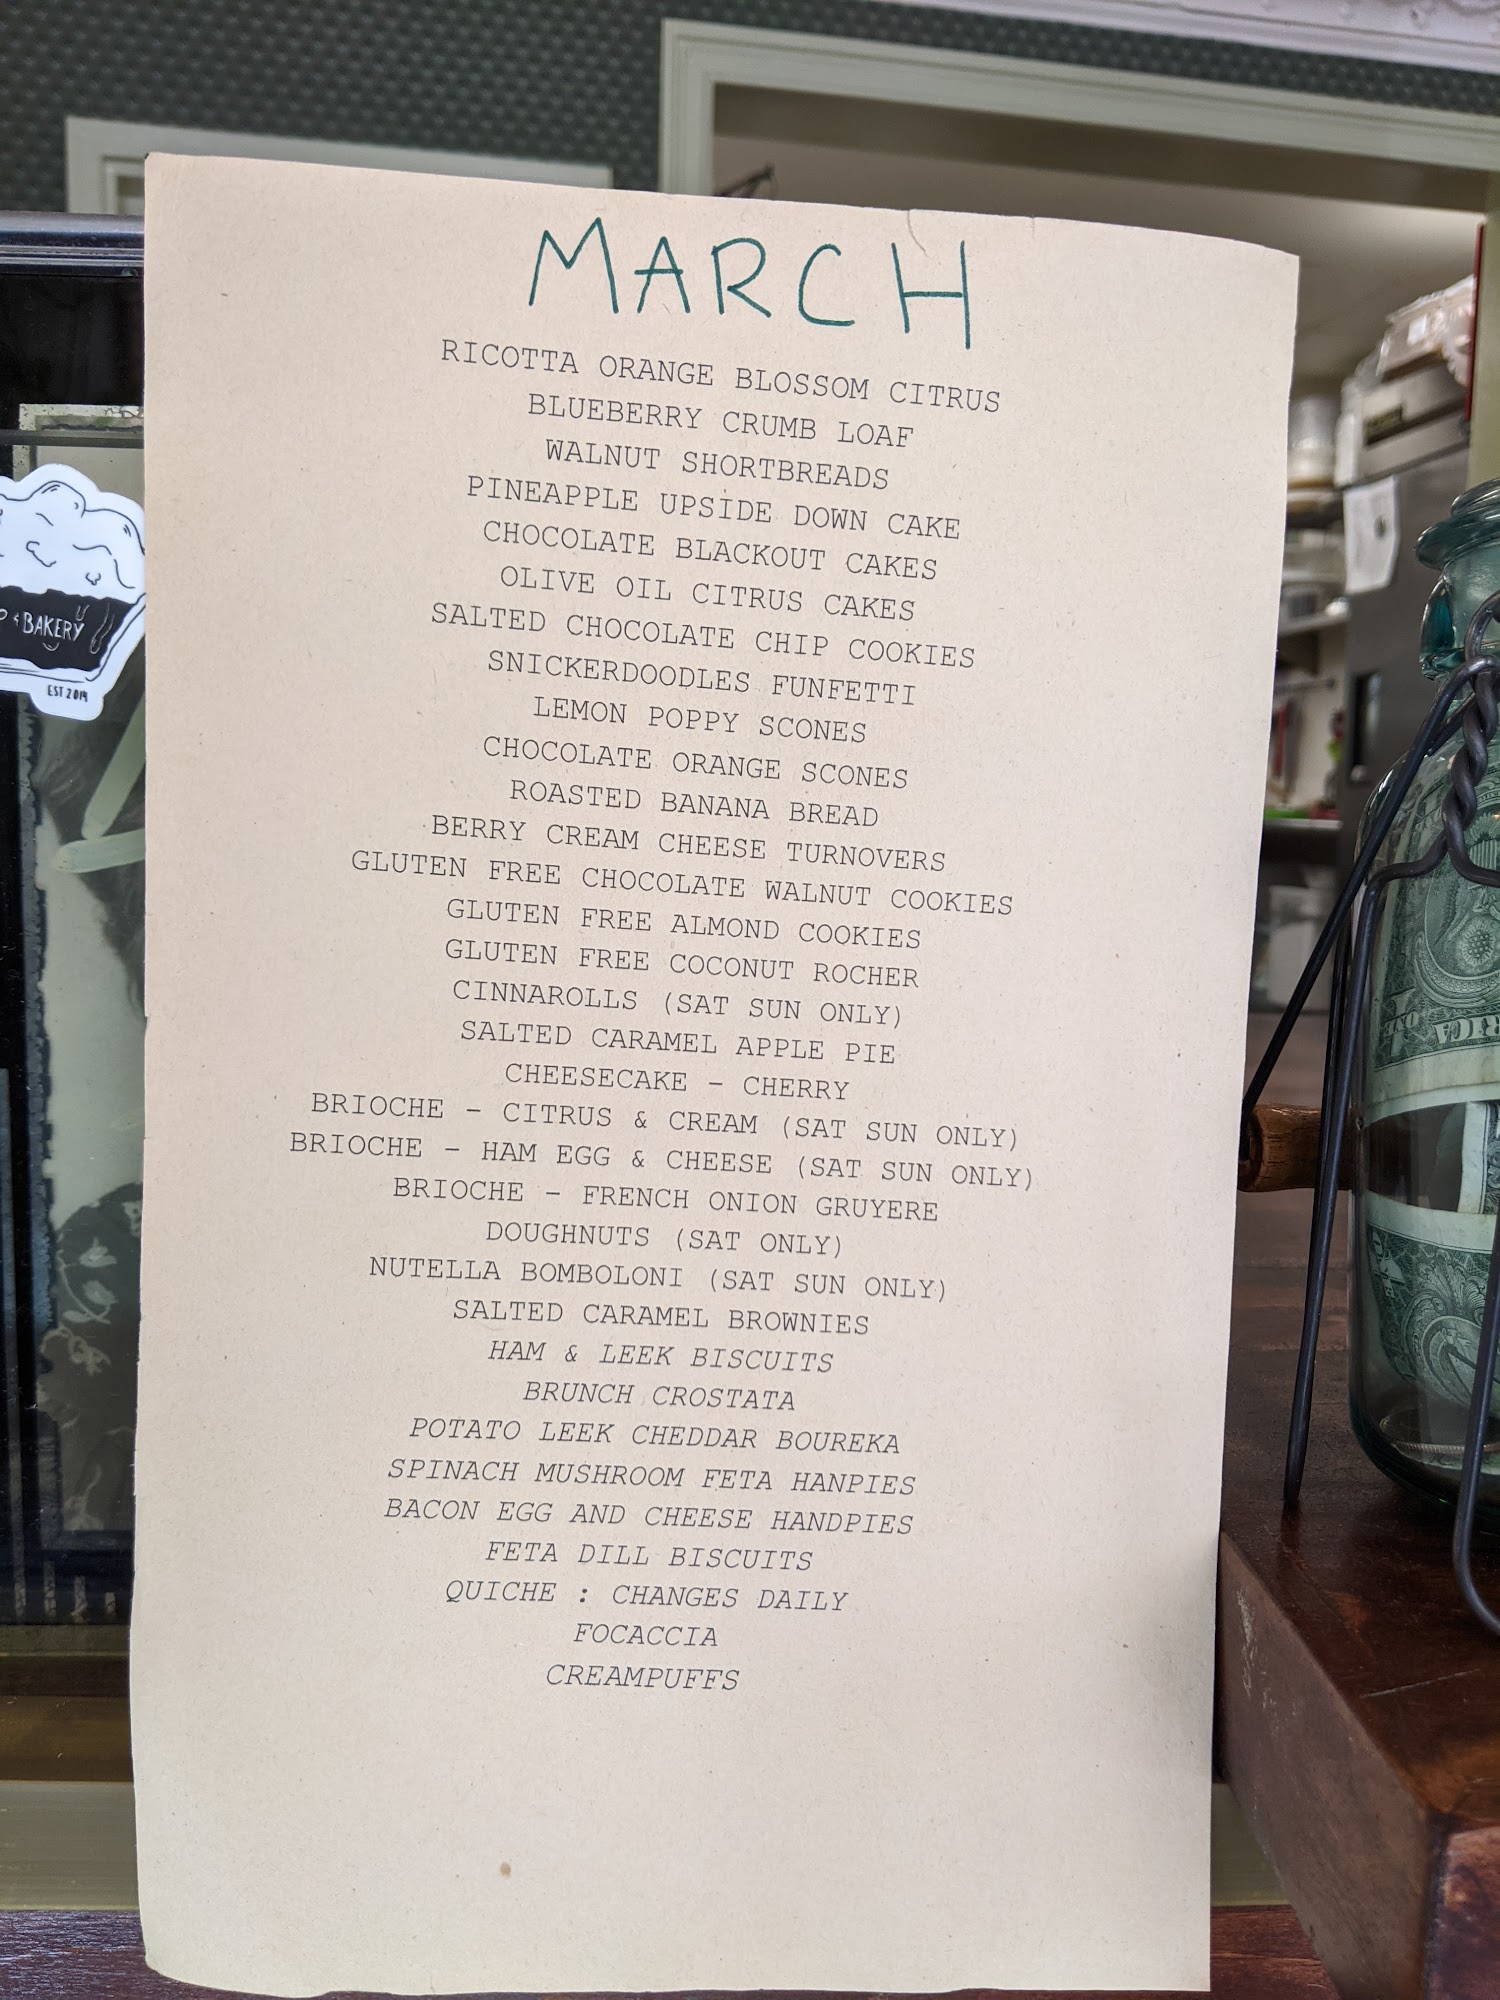 MARCH
RICOTTA ORANGE BLOSSOM CITRUS
BLUEBERRY CRUMB LOAF
WALNUT SHORTBREADS
PINEAPPLE UPSIDE DOWN CAKE
CHOCOLATE BLACKOUT CAKES
OLIVE OIL CITRUS CAKES
SALTED CHOCOLATE CHIP COOKIES
SNICKERDOODLES FUNFETTI
LEMON POPPY SCONES
CHOCOLATE ORANGE SCONES
ROASTED BANANA BREAD
BERRY CREAM CHEESE TURNOVERS
GLUTEN FREE CHOCOLATE WALNUT COOKIES
GLUTEN FREE ALMOND COOKIES
GLUTEN FREE COCONUT ROCHER
CINNAROLLS (SAT SUN ONLY)
SALTED CARAMEL APPLE PIE
CHEESECAKE - CHERRY
BRIOCHE - CITRUS & CREAM (SAT SUN ONLY)
BRIOCHE - HAM EGG & CHEESE (SAT SUN ONLY)
BRIOCHE - FRENCH ONION GRUYERE
DOUGHNUTS (SAT ONLY)
NUTELLA BOMBOLONI (SAT SUN ONLY)
SALTED CARAMEL BROWNIES
HAM & LEEK BISCUITS
BRUNCH CROSTATA
POTATO LEEK CHEDDAR BOUREKA
SPINACH MUSHROOM FETA HANPIES
BACON EGG AND CHEESE HANDPIES
FETA DILL BISCUITS
QUICHE : CHANGES DAILY
FOCACCIA
CREAMPUFFS
BAKERY
EST 2019